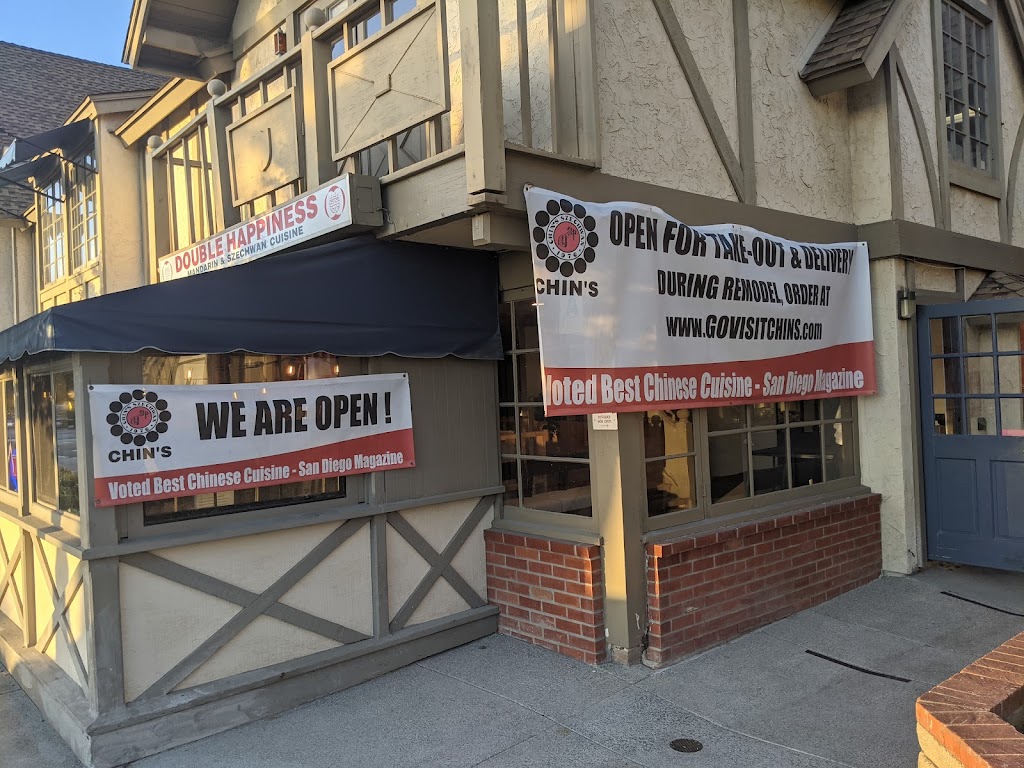 DOUBLE HAPPINESS
MANDARIN & SZECHWAN CUISINE
CHIN'S
WE ARE OPEN !
Voted Best Chinese Cuisine - San Diego Magazine
CHIN'S
OPEN FOR TAKE-OUT & DELIVERY
DURING REMODEL, ORDER AT
WWW.GOVISITCHINS.com
Voted Best Chinese Cuisine - San Diego Magazine